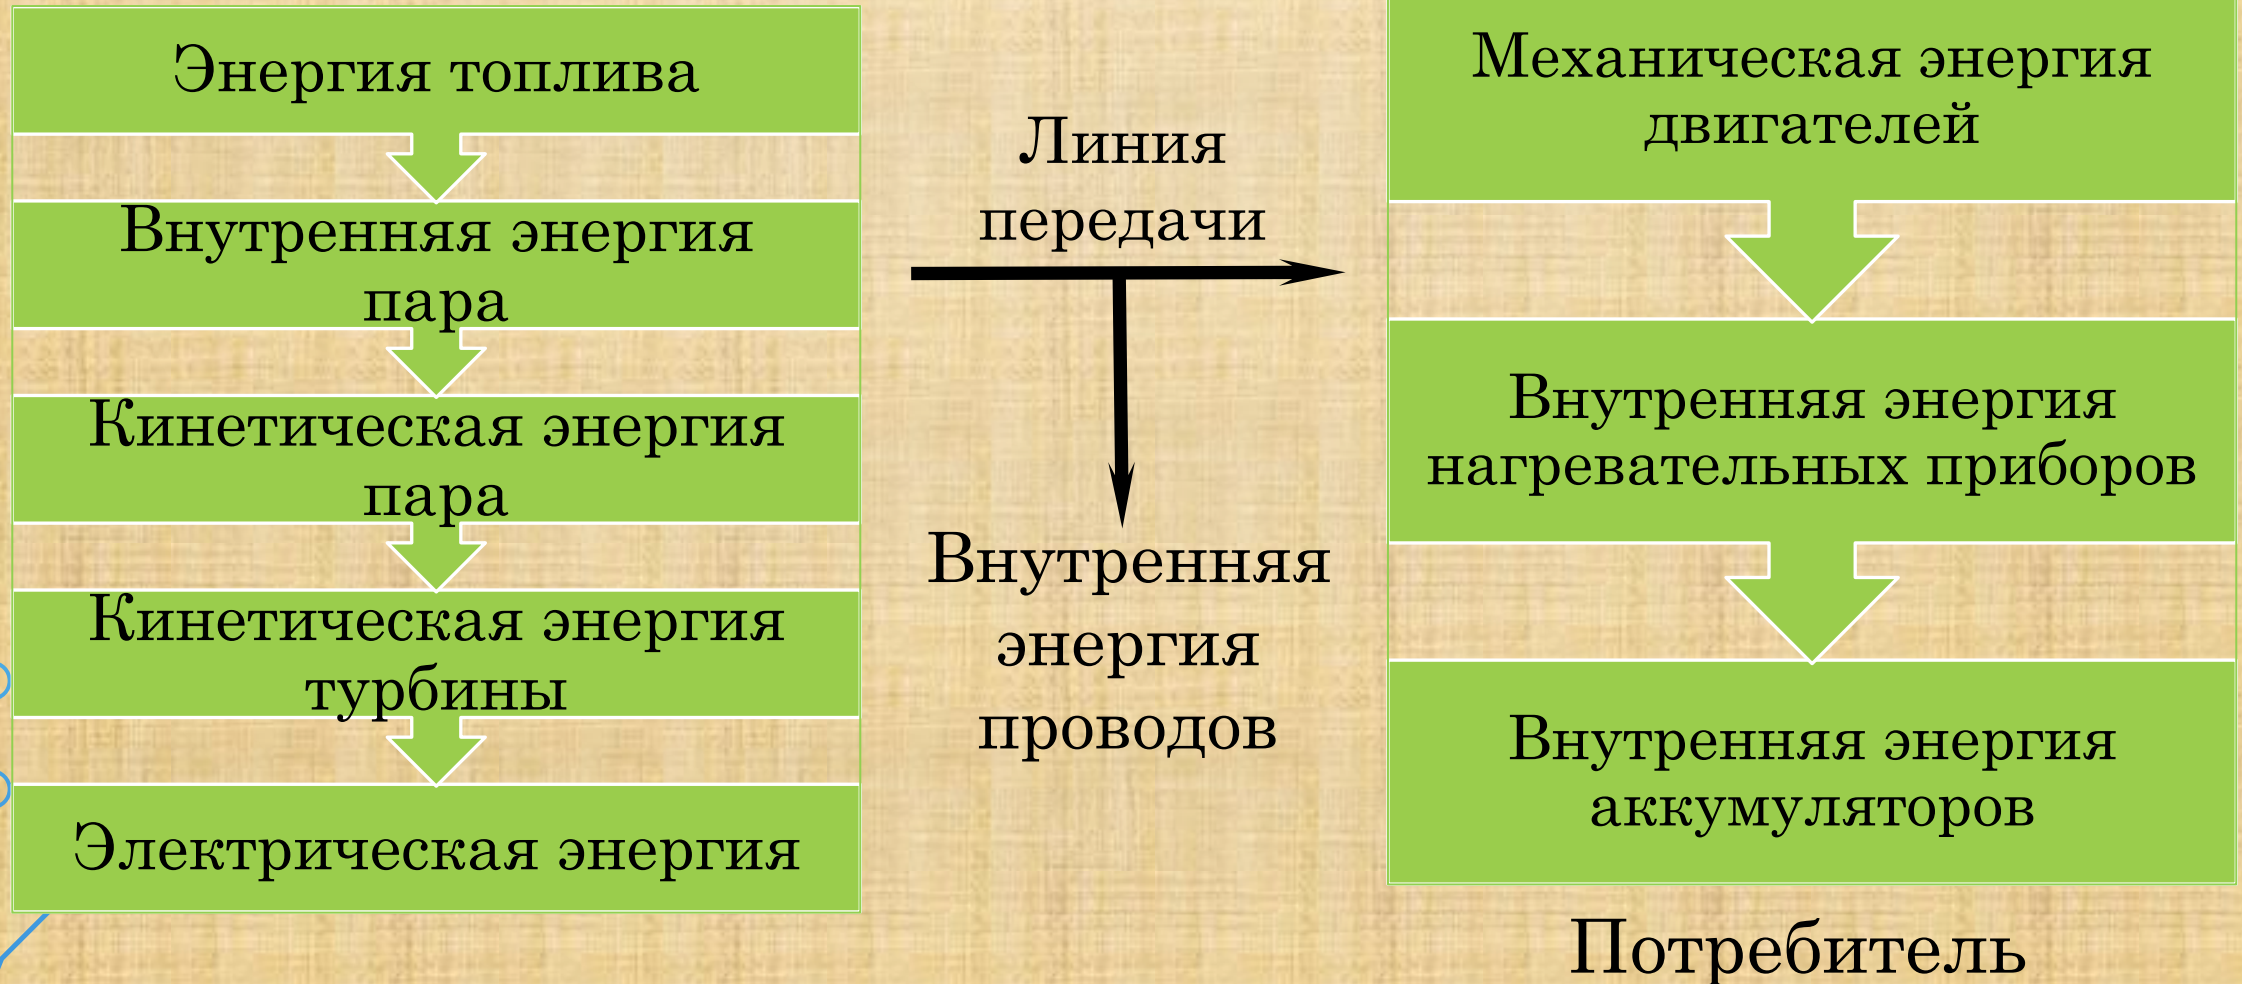 Энергия топлива
Внутренняя энергия
пара
Кинетическая энергия
пара
Кинетическая энергия
турбины
Электрическая энергия
Линия
передачи
Внутренняя
энергия
проводов
Механическая энергия
двигателей
Внутренняя энергия
нагревательных приборов
Внутренняя энергия
аккумуляторов
Потребитель